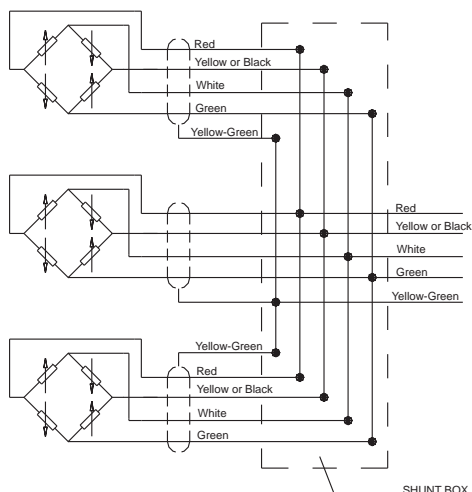 Red
Yellow or Black
White
Green
Yellow-Green
Red
Yellow or Black
White
Green
Yellow-Green
Yellow-Green
Red
Yellow or Black
White
Green
SHUNT BOX